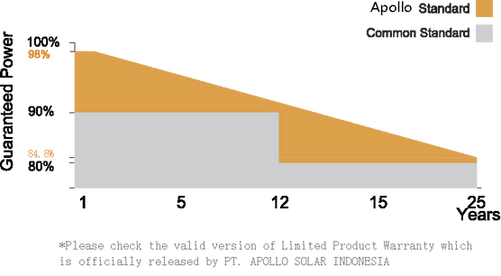 Apollo Standard
Common Standard
Guaranteed Power
100%
98%
90%
84.8%
80%
1 5 12 15 25
Years
*Please check the valid version of Limited Product Warranty which
is officially released by PT. APOLLO SOLAR INDONESIA